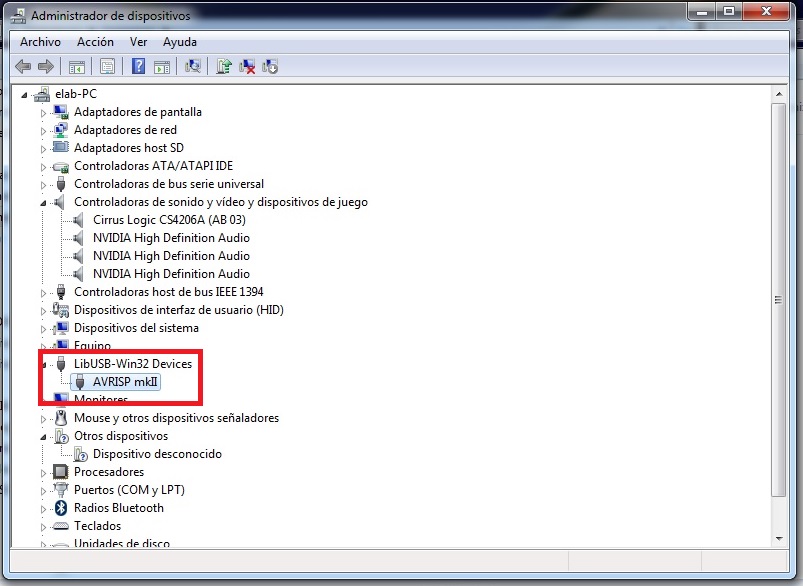 Administrador de dispositivos
Archivo Acción Ver Ayuda
elab-PC
Adaptadores de pantalla
Adaptadores de red
Adaptadores host SD
Controladoras ATA/ATAPI IDE
Controladoras de bus serie universal
Controladoras de sonido y vídeo y dispositivos de juego
Cirrus Logic CS4206A (AB 03)
NVIDIA High Definition Audio
NVIDIA High Definition Audio
NVIDIA High Definition Audio
Controladoras host de bus IEEE 1394
Dispositivos de interfaz de usuario (HID)
Dispositivos del sistema
Equipo
LibUSB-Win32 Devices
AVRISP mkII
Monitores
Mouse y otros dispositivos señaladores
Otros dispositivos
Dispositivo desconocido
Procesadores
Puertos (COM y LPT)
Radios Bluetooth
Teclados
Unidades de disco